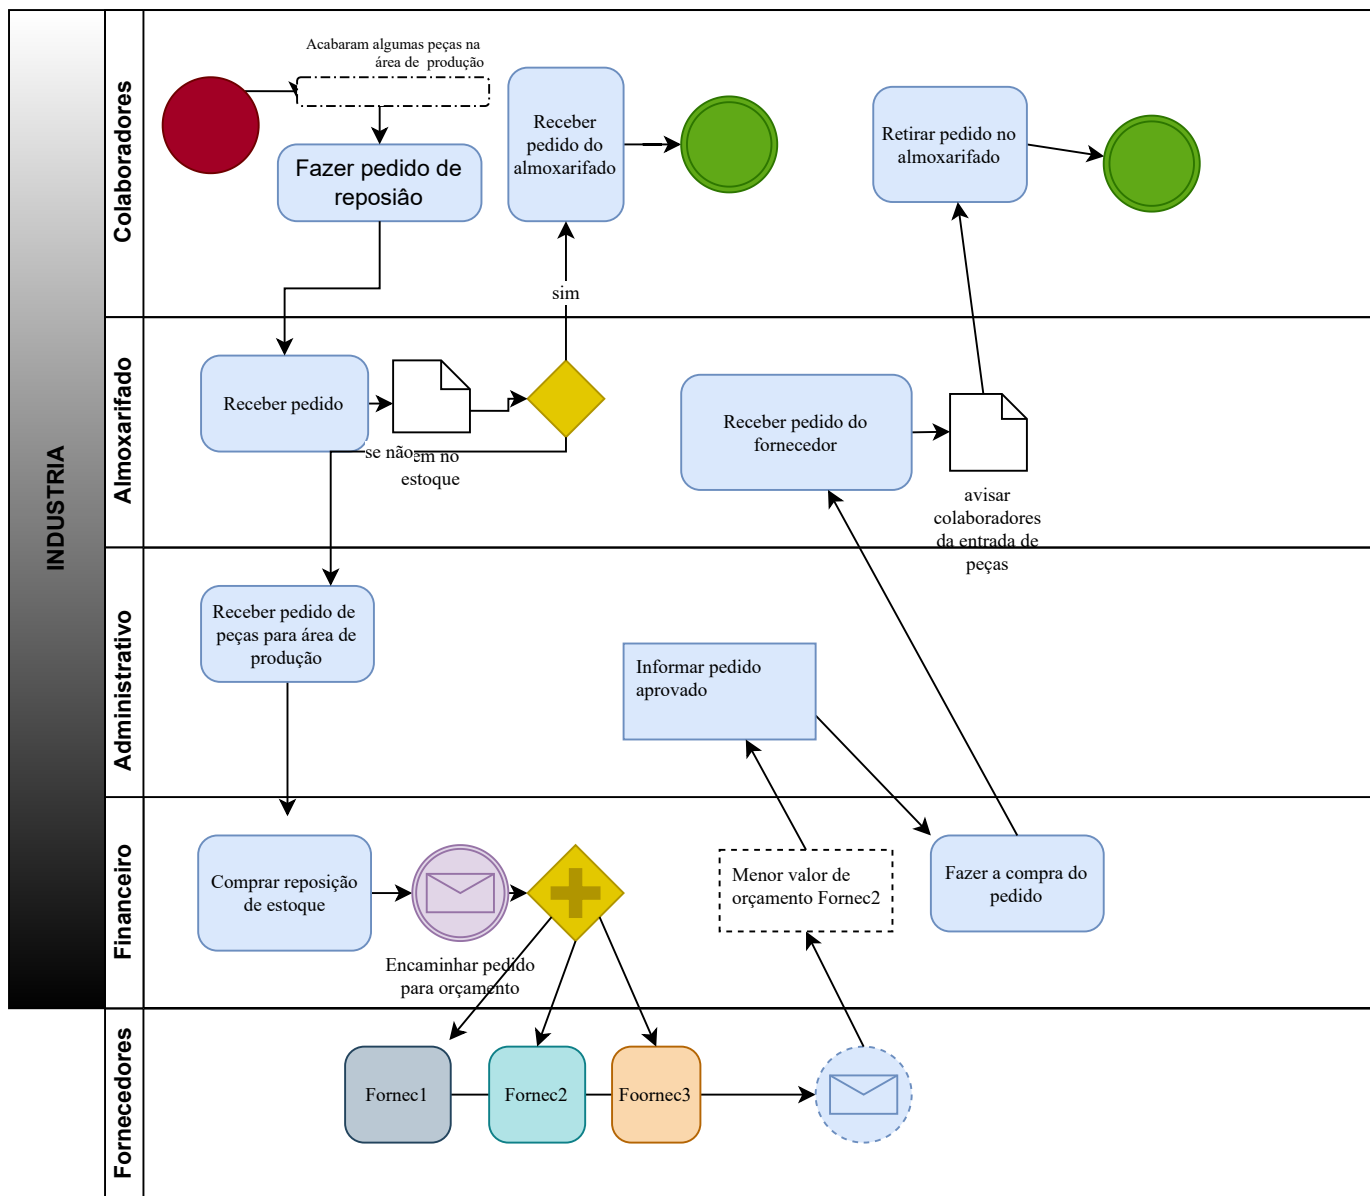 INDUSTRIA
Colaboradores
Acabaram algumas peças na
área de  produção
Fazer pedido de
reposiâo
Receber
pedido do
almoxarifado
Retirar pedido no
almoxarifado
sim
Almoxarifado
Receber pedido
se não
em no
estoque
Receber pedido do
fornecedor
avisar
colaboradores
da entrada de
peças
Administrativo
Receber pedido de
peças para área de
produção
Informar pedido
aprovado
Financeiro
Comprar reposição
de estoque
Encaminhar pedido
para orçamento
Menor valor de
orçamento Fornec2
Fazer a compra do
pedido
Fornecedores
Fornec1
Fornec2
Foornec3